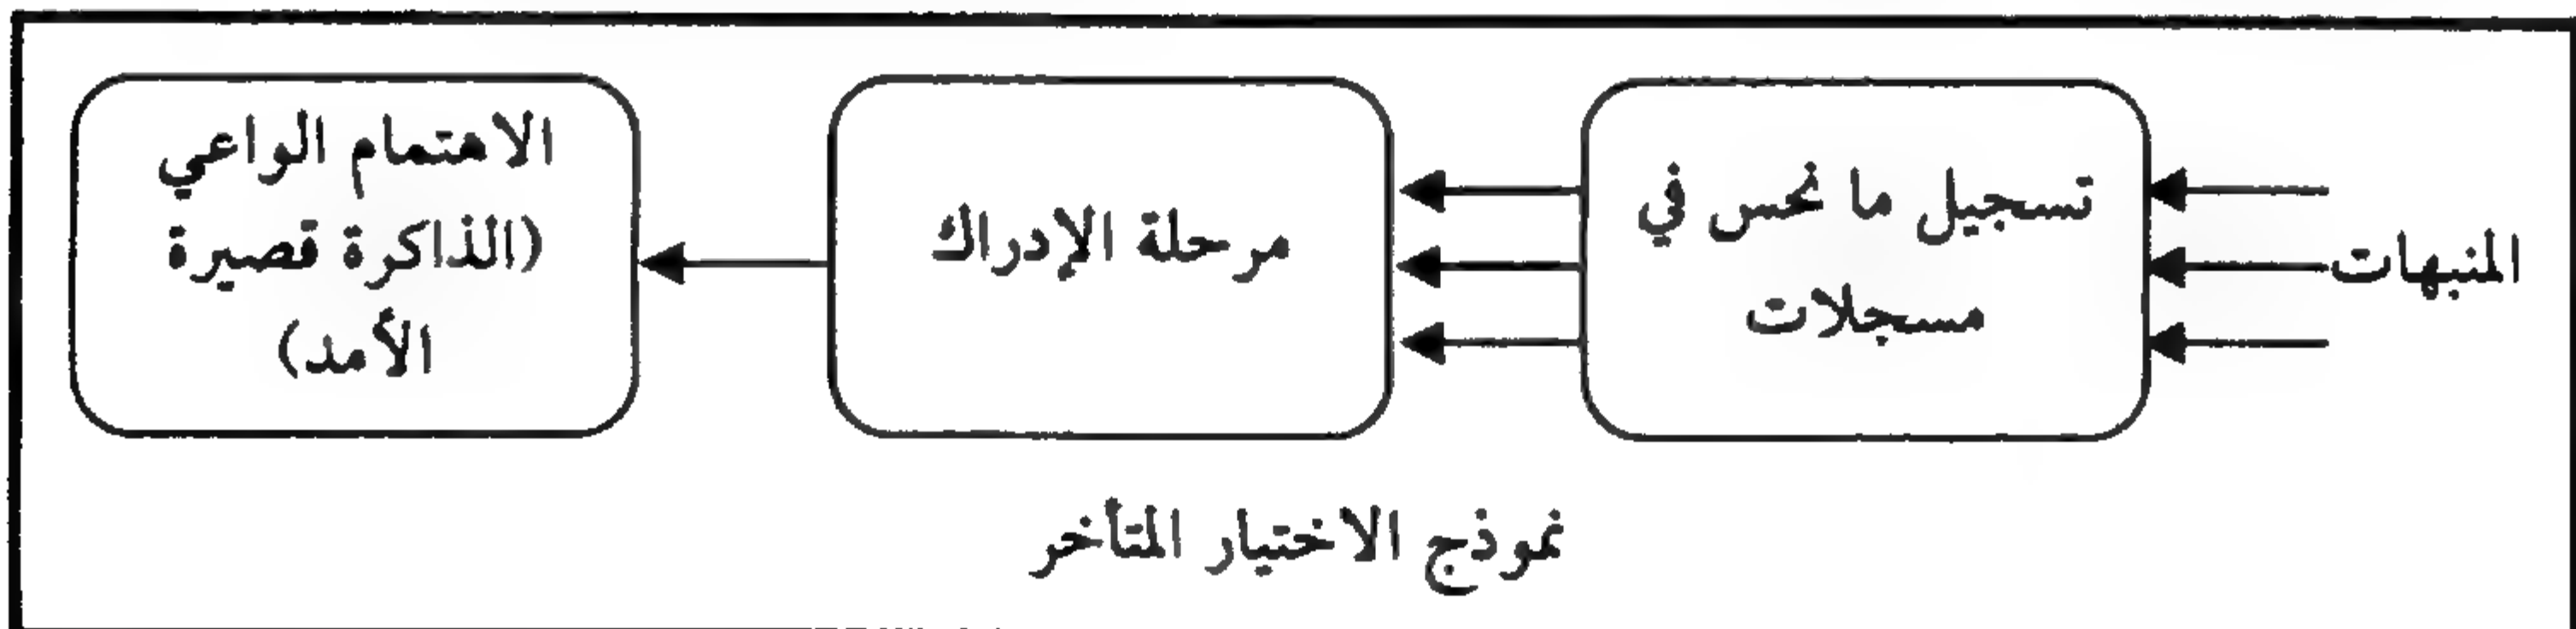 المنبهات
تسجيل ما نحس في
مسجلات
مرحلة الإدراك
الاهتمام الواعي
(الذاكرة قصيرة
الأمد)
نموذج الاختيار المتأخر